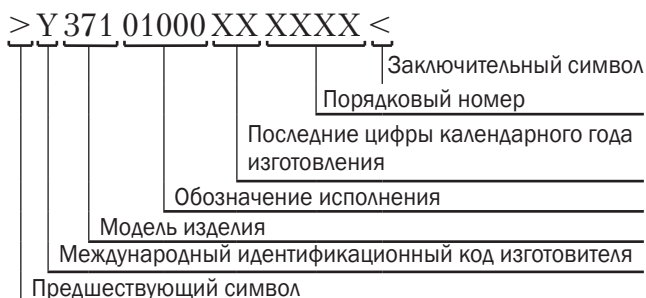 >Y371 01000 XX XXXX <
Заключительный символ
Порядковый номер
Последние цифры календарного года
изготовления
Обозначение исполнения
Модель изделия
Международный идентификационный код изготовителя
Предшествующий символ